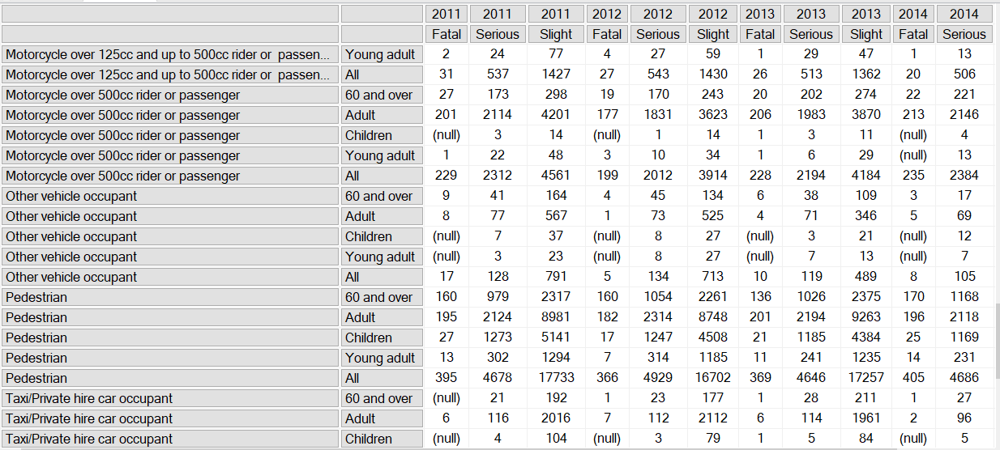 2011 2011 2011 2012 2012 2012 2013 2013 2013 2014 2014
Fatal Serious Slight Fatal Serious Slight Fatal Serious Slight Fatal Serious
Motorcycle over 125cc and up to 500cc rider or passen... Young adult 2 24 77 4 27 59 1 29 47 1 13
Motorcycle over 125cc and up to 500cc rider or passen... All 31 537 1427 27 543 1430 26 513 1362 20 506
Motorcycle over 500cc rider or passenger 60 and over 27 173 298 19 170 243 20 202 274 22 221
Motorcycle over 500cc rider or passenger Adult 201 2114 4201 177 1831 3623 206 1983 3870 213 2146
Motorcycle over 500cc rider or passenger Children (null) 3 14 (null) 1 14 1 3 11 (null) 4
Motorcycle over 500cc rider or passenger Young adult 1 22 48 3 10 34 1 6 29 (null) 13
Motorcycle over 500cc rider or passenger All 229 2312 4561 199 2012 3914 228 2194 4184 235 2384
Other vehicle occupant 60 and over 9 41 164 4 45 134 6 38 109 3 17
Other vehicle occupant Adult 8 77 567 1 73 525 4 71 346 5 69
Other vehicle occupant Children (null) 7 37 (null) 8 27 (null) 3 21 (null) 12
Other vehicle occupant Young adult (null) 3 23 (null) 8 27 (null) 7 13 (null) 7
Other vehicle occupant All 17 128 791 5 134 713 10 119 489 8 105
Pedestrian 60 and over 160 979 2317 160 1054 2261 136 1026 2375 170 1168
Pedestrian Adult 195 2124 8981 182 2314 8748 201 2194 9263 196 2118
Pedestrian Children 27 1273 5141 17 1247 4508 21 1185 4384 25 1169
Pedestrian Young adult 13 302 1294 7 314 1185 11 241 1235 14 231
Pedestrian All 395 4678 17733 366 4929 16702 369 4646 17257 405 4686
Taxi/Private hire car occupant 60 and over (null) 21 192 1 23 177 1 28 211 1 27
Taxi/Private hire car occupant Adult 6 116 2016 7 112 2112 6 114 1961 2 96
Taxi/Private hire car occupant Children (null) 4 104 (null) 3 79 1 5 84 (null) 5